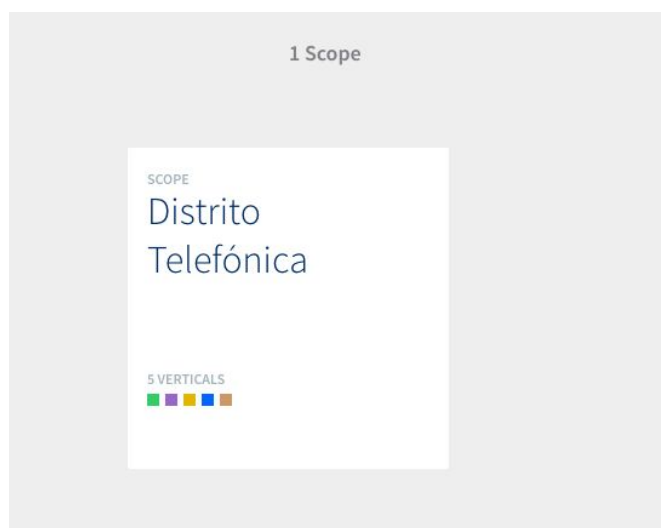 1 Scope
SCOPE
Distrito
Telefónica
5 VERTICALS